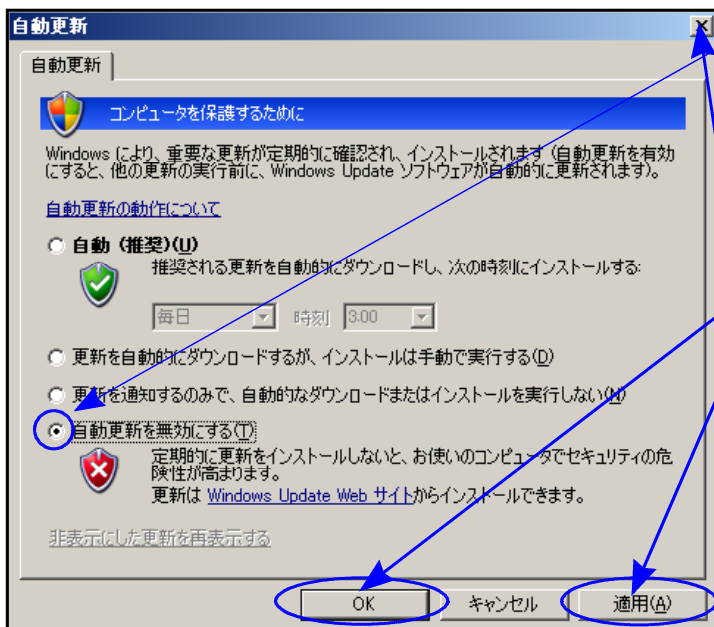 自動更新
自動更新
コンピュータを保護するために
Windows により、重要な更新が定期的に確認され、インストールされます (自動更新を有効
にすると、他の更新の実行前に、Windows Update ソフトウェアが自動的に更新されます)。
自動更新の動作について
自動 (推奨)(U)
推奨される更新を自動的にダウンロードし、次の時刻にインストールする:
毎日 時刻 3:00
更新を自動的にダウンロードするが、インストールは手動で実行する(D)
更新を通知するのみで、自動的なダウンロードまたはインストールを実行しない(N)
自動更新を無効にする(T)
定期的に更新をインストールしないと、お使いのコンピュータでセキュリティの危
険性が高まります。
更新は Windows Update Web サイトからインストールできます。
非表示にした更新を再表示する
OK キャンセル 適用(A)